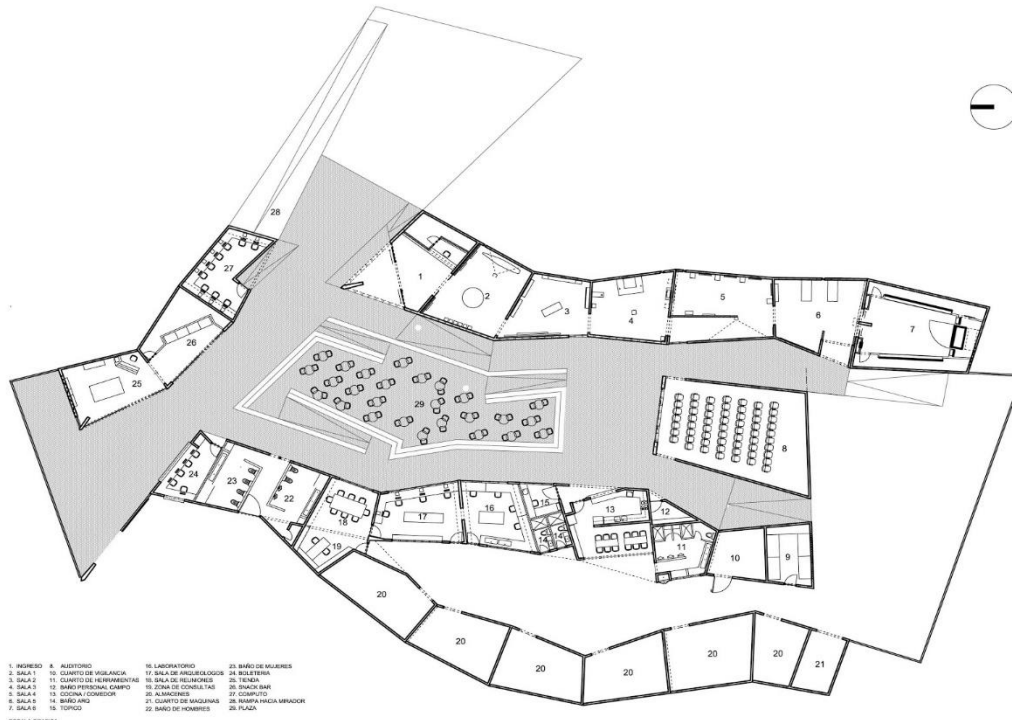 28
27
1
2
26
3
4
5
6
7
25
29
8
24
23
22
18
17
16
15
14
14
13
12
11
10
9
19
20
20
20
20
20
20
21
1. INGRESO
2. SALA 1
3. SALA 2
4. SALA 3
5. SALA 4
6. SALA 5
7. SALA 6
8. AUDITORIO
10. CUARTO DE VIGILANCIA
11. CUARTO DE HERRAMIENTAS
12. BAÑO PERSONAL CAMPO
13. COCINA / COMEDOR
14. BAÑO ARQ
15. TOPICO
16. LABORATORIO
17. SALA DE ARQUEOLOGOS
18. SALA DE REUNIONES
19. ZONA DE CONSULTAS
20. ALMACENES
21. CUARTO DE MAQUINAS
22. BAÑO DE HOMBRES
23. BAÑO DE MUJERES
24. BOLETERIA
25. TIENDA
26. SNACK BAR
27. COMPUTO
28. RAMPA HACIA MIRADOR
29. PLAZA